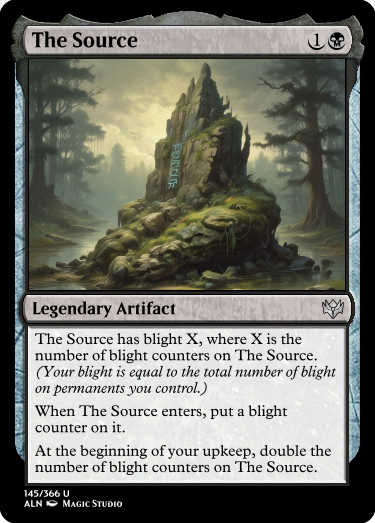 The Source
1
Legendary Artifact
The Source has blight X, where X is the
number of blight counters on The Source.
(Your blight is equal to the total number of blight
on permanents you control.)
When The Source enters, put a blight
counter on it.
At the beginning of your upkeep, double the
number of blight counters on The Source.
145/366 U
ALN Magic Studio